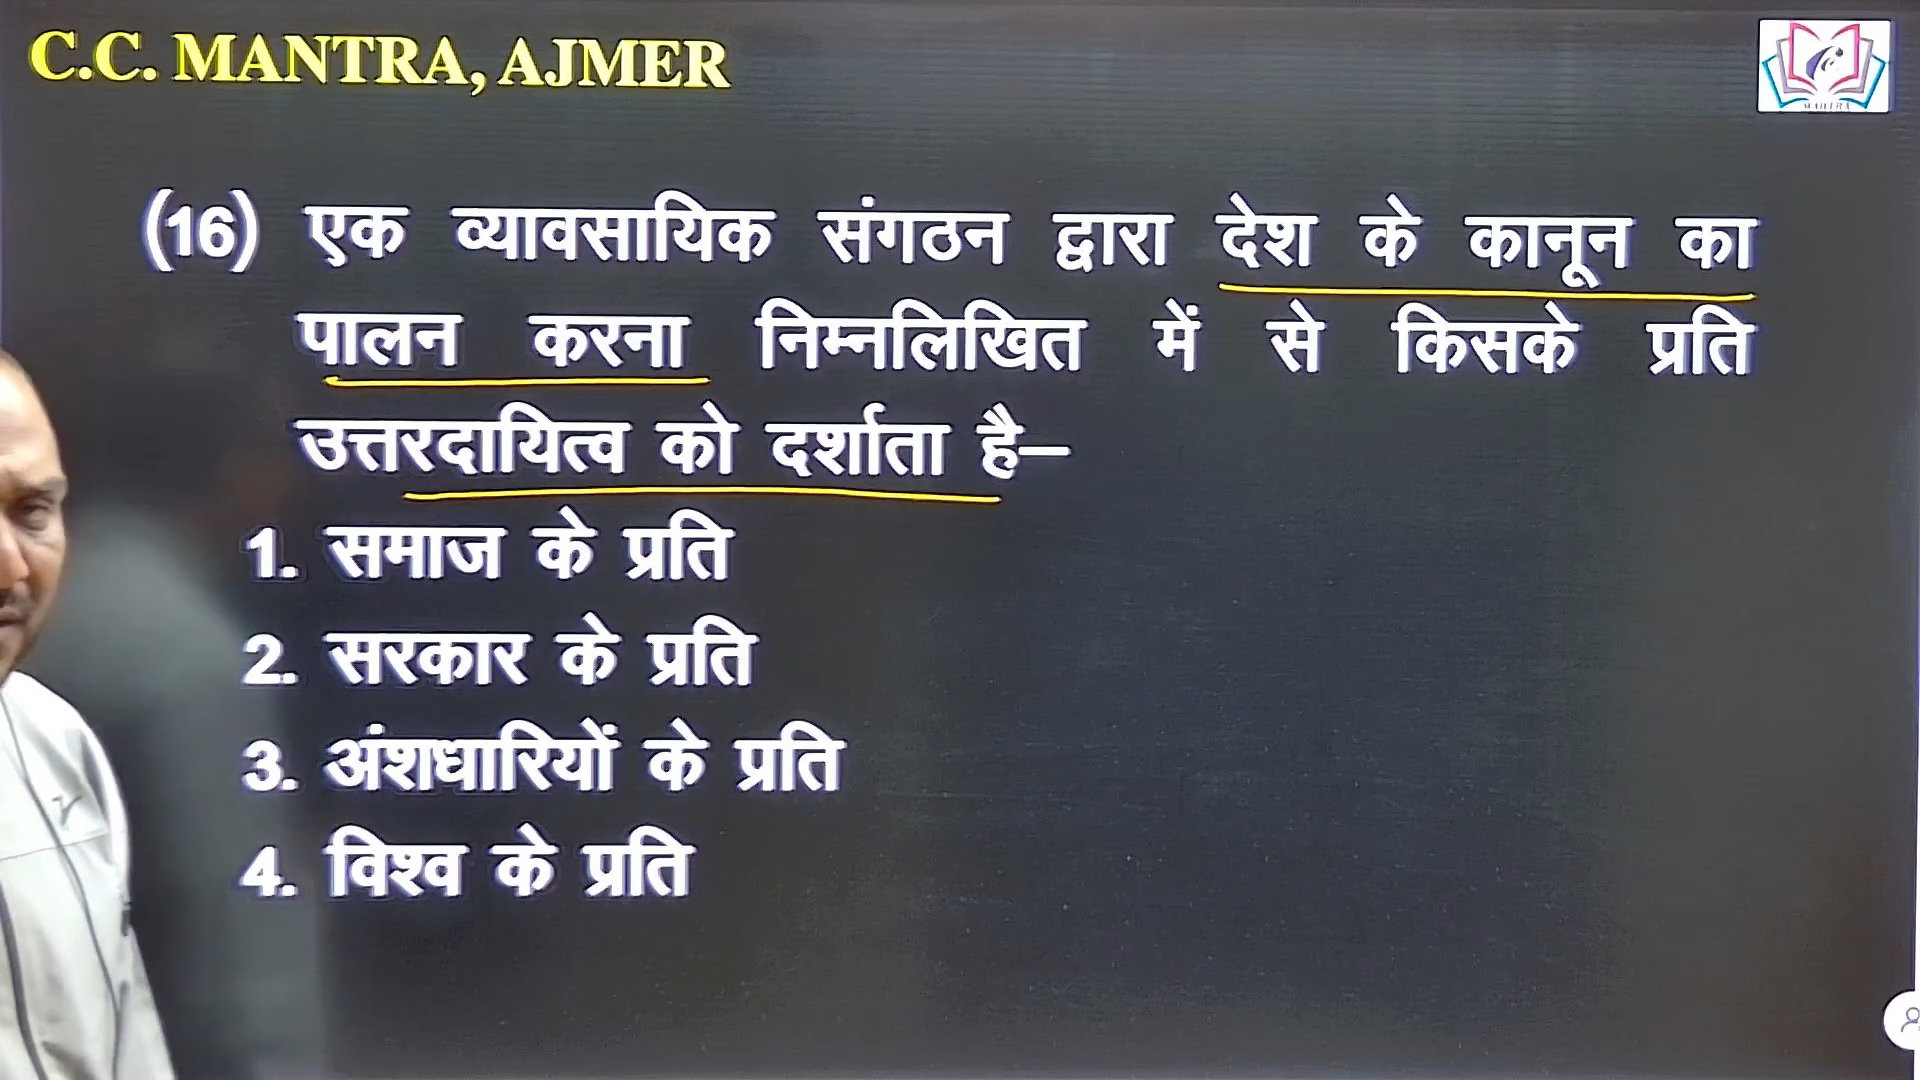 C.C. MANTRA, AJMER
MANTRA
(16) एक व्यावसायिक संगठन द्वारा देश के कानून का
पालन करना निम्नलिखित में से किसके प्रति
उत्तरदायित्व को दर्शाता है–
1. समाज के प्रति
2. सरकार के प्रति
3. अंशधारियों के प्रति
4. विश्व के प्रति